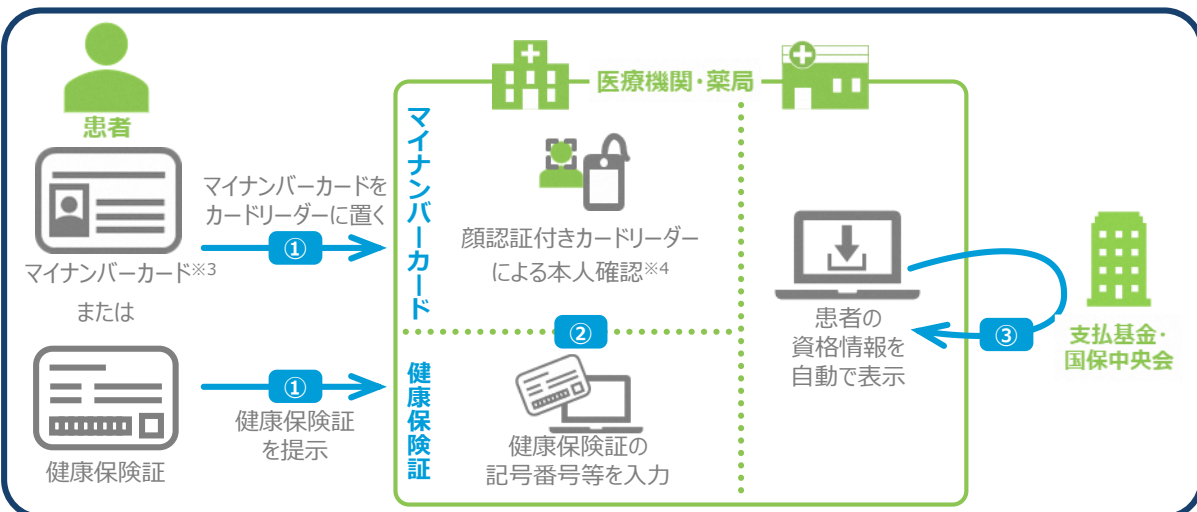 患者
マイナンバーカード※3
または
健康保険証
マイナンバーカードを
カードリーダーに置く
①
①
健康保険証
を提示
医療機関・薬局
マイナンバーカード
顔認証付きカードリーダー
による本人確認※4
②
健康保険証
健康保険証の
記号番号等を入力
患者の
資格情報を
自動で表示
③
支払基金・
国保中央会